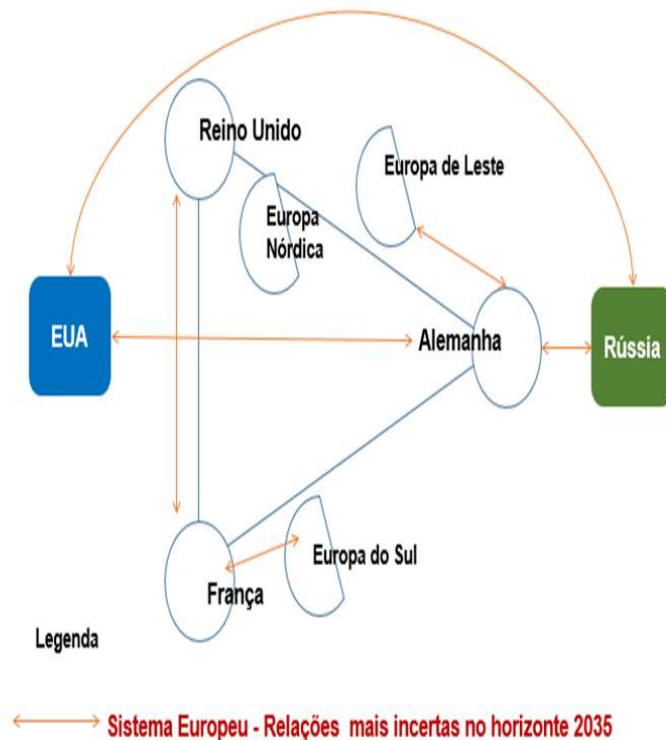 Reino Unido
Europa de Leste
Europa
Nórdica
EUA
Alemanha
Rússia
Europa do Sul
França
Legenda
Sistema Europeu - Relações mais incertas no horizonte 2035